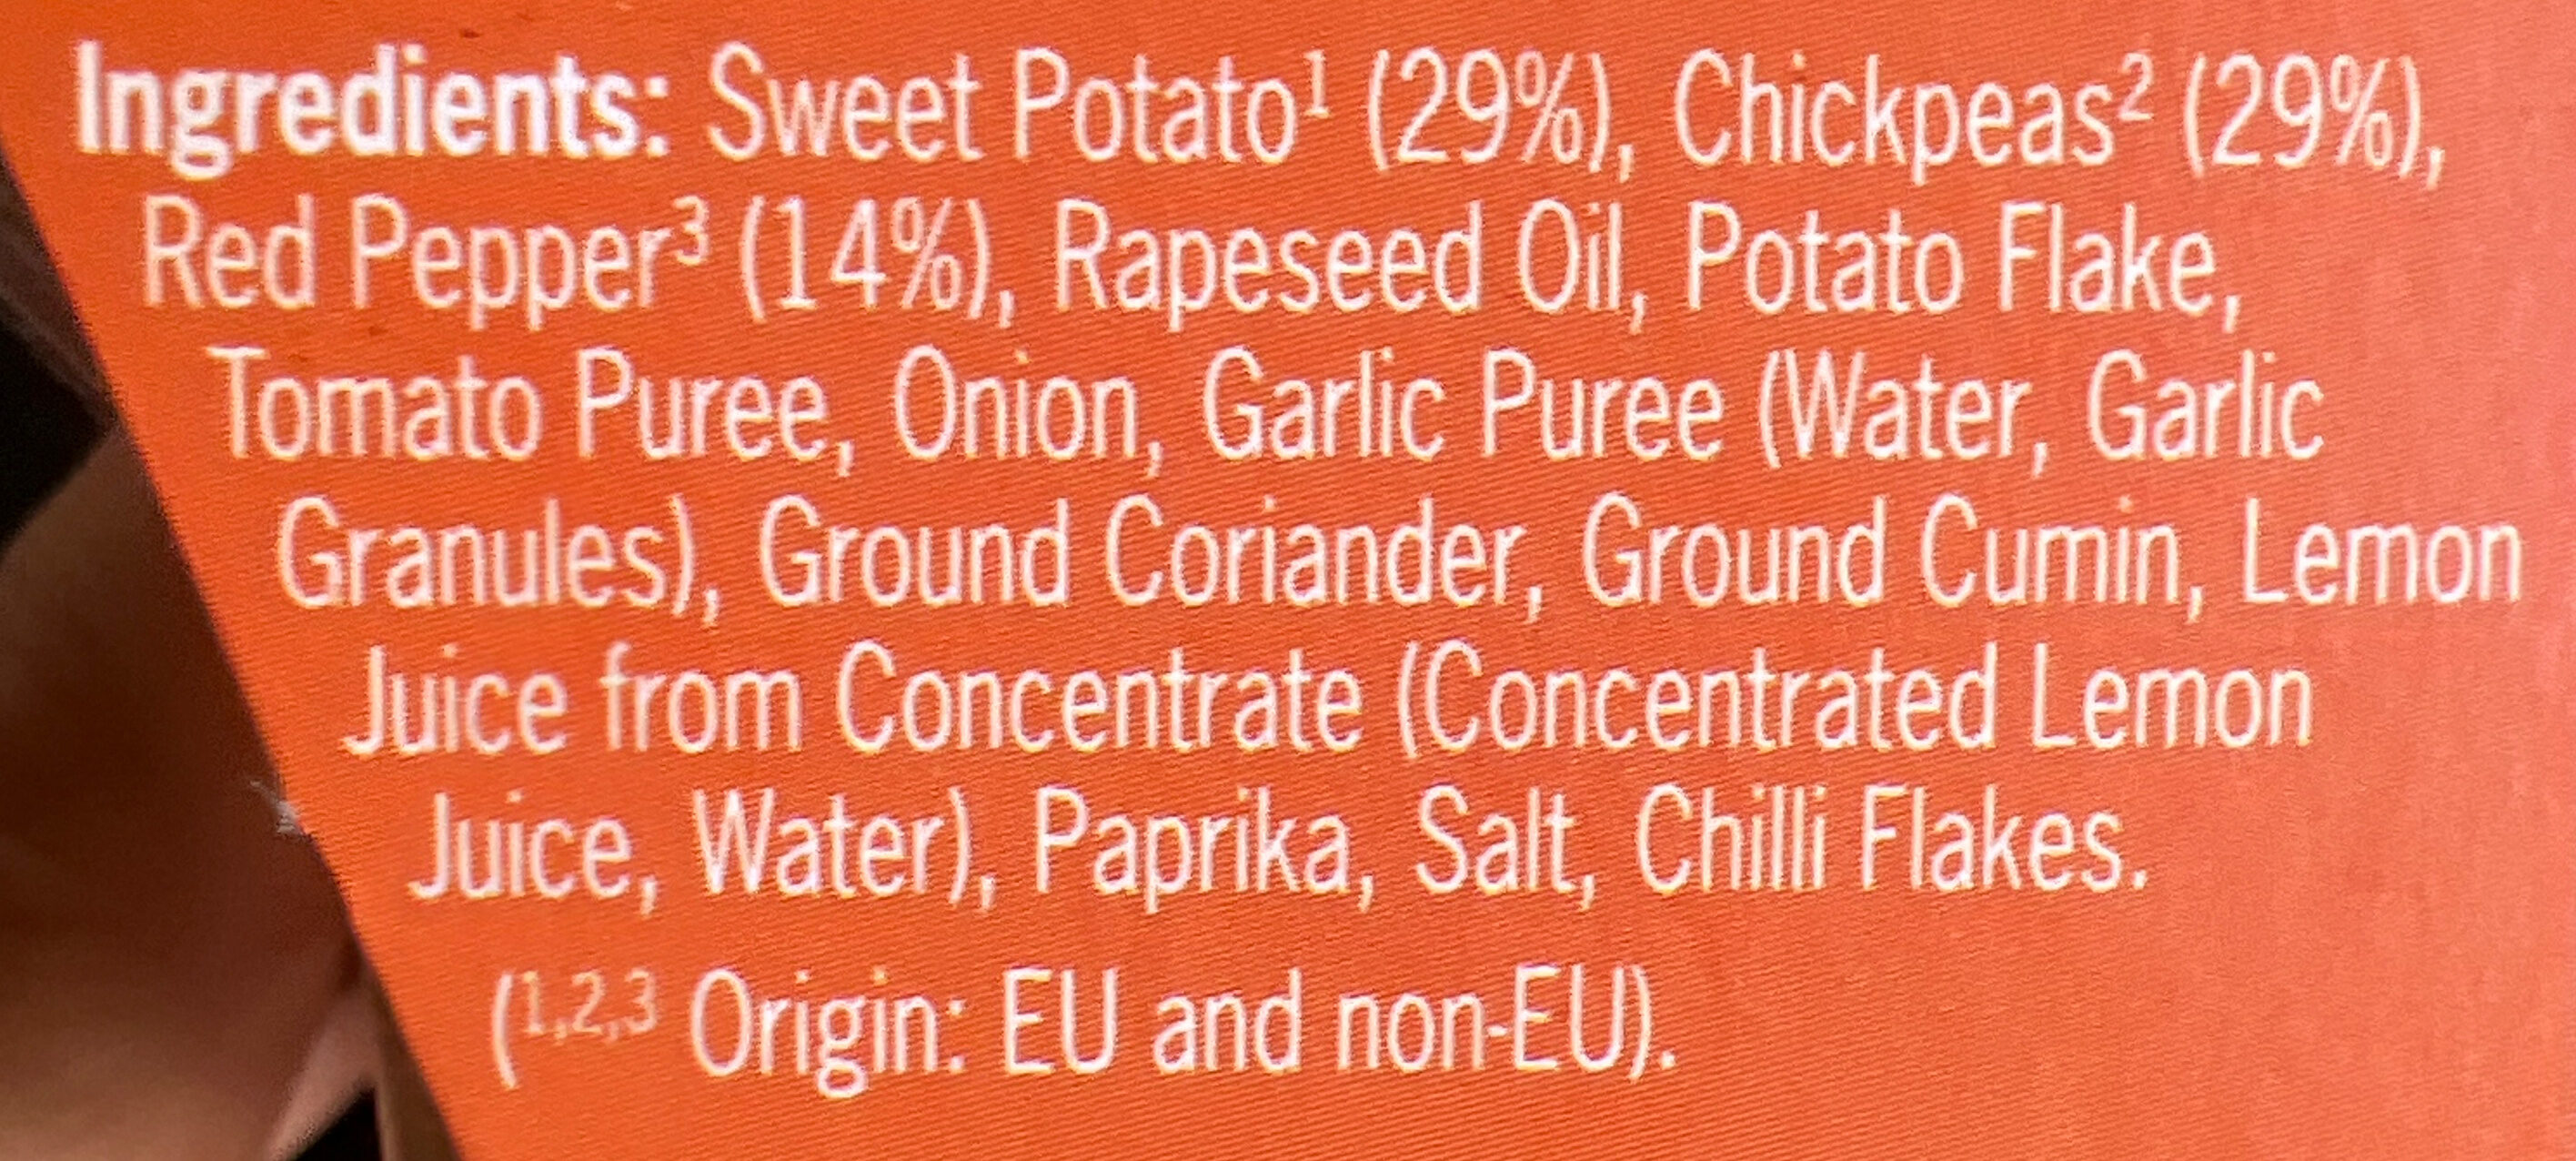 Ingredients: Sweet Potato¹ (29%), Chickpeas² (29%),
Red Pepper³ (14%), Rapeseed Oil, Potato Flake,
Tomato Puree, Onion, Garlic Puree (Water, Garlic
Granules), Ground Coriander, Ground Cumin, Lemon
Juice from Concentrate (Concentrated Lemon
Juice, Water), Paprika, Salt, Chilli Flakes.
(¹,²,³ Origin: EU and non-EU).